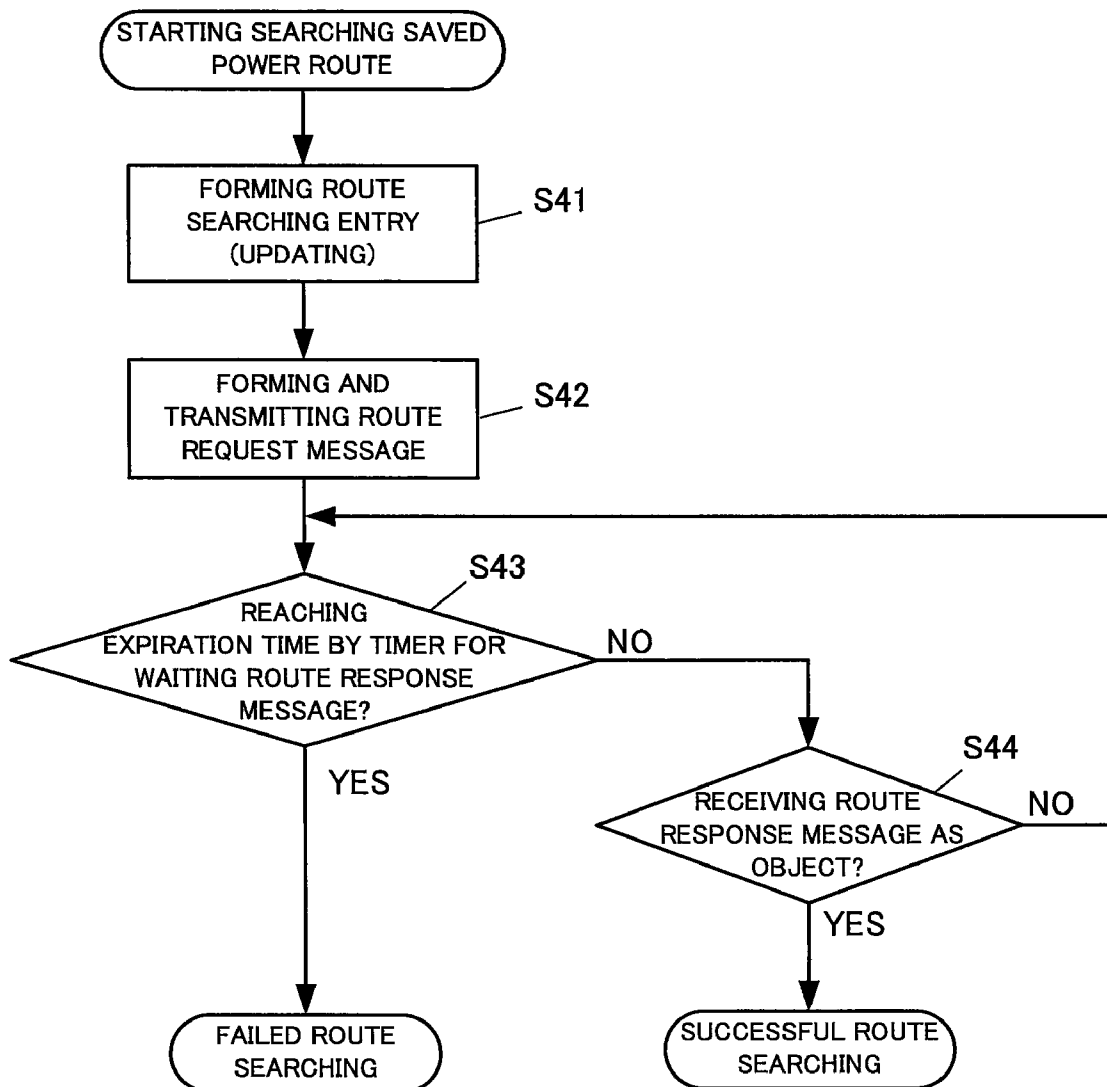 STARTING SEARCHING SAVED
POWER ROUTE
FORMING ROUTE
SEARCHING ENTRY
(UPDATING)
S41
FORMING AND
TRANSMITTING ROUTE
REQUEST MESSAGE
S42
S43
REACHING
EXPIRATION TIME BY TIMER FOR
WAITING ROUTE RESPONSE
MESSAGE?
NO
YES
S44
RECEIVING ROUTE
RESPONSE MESSAGE AS
OBJECT?
NO
YES
FAILED ROUTE
SEARCHING
SUCCESSFUL ROUTE
SEARCHING